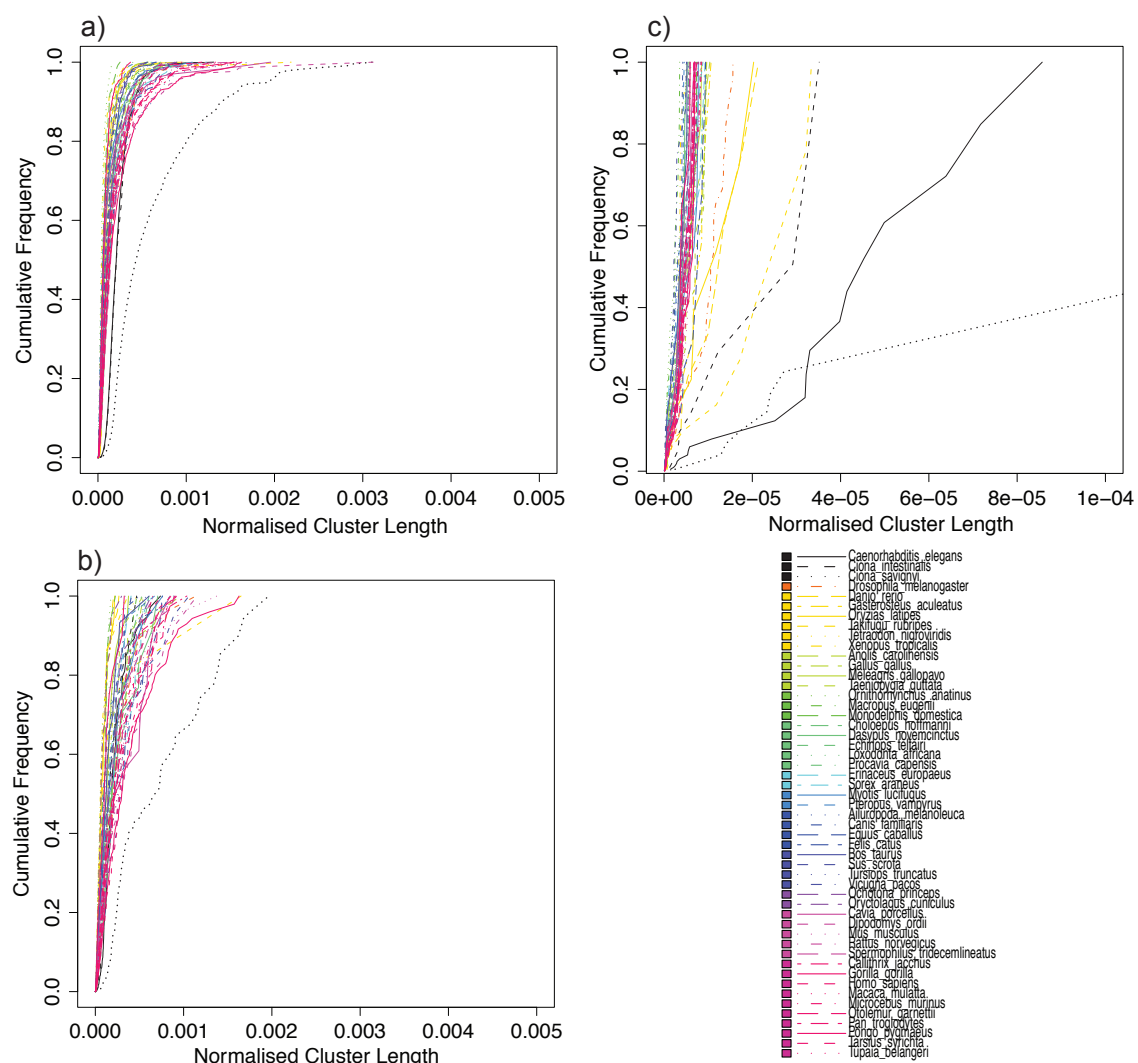 a)
1.0
0.8
0.6
0.4
0.2
0.0
Cumulative Frequency
0.000 0.001 0.002 0.003 0.004 0.005
Normalised Cluster Length
c)
1.0
0.8
0.6
0.4
0.2
0.0
Cumulative Frequency
0e+00 2e-05 4e-05 6e-05 8e-05 1e-04
Normalised Cluster Length
b)
1.0
0.8
0.6
0.4
0.2
0.0
Cumulative Frequency
0.000 0.001 0.002 0.003 0.004 0.005
Normalised Cluster Length
Caenorhabditis_elegans
Ciona_intestinalis
Ciona_savignyi
Drosophila_melanogaster
Danio_rerio
Gasterosteus_aculeatus
Oryzias_latipes
Takifugu_rubripes
Tetraodon_nigroviridis
Xenopus_tropicalis
Anolis_carolinensis
Gallus_gallus
Meleagris_gallopavo
Taeniopygia_guttata
Ornithorhynchus_anatinus
Macropus_eugenii
Monodelphis_domestica
Choloepus_hoffmanni
Dasypus_novemcinctus
Echinops_telfairi
Loxodonta_africana
Procavia_capensis
Erinaceus_europaeus
Sorex_araneus
Myotis_lucifugus
Pteropus_vampyrus
Ailuropoda_melanoleuca
Canis_familiaris
Equus_caballus
Felis_catus
Bos_taurus
Sus_scrofa
Tursiops_truncatus
Vicugna_pacos
Ochotona_princeps
Oryctolagus_cuniculus
Cavia_porcellus
Dipodomys_ordii
Mus_musculus
Rattus_norvegicus
Spermophilus_tridecemlineatus
Callithrix_jacchus
Gorilla_gorilla
Homo_sapiens
Macaca_mulatta
Microcebus_murinus
Otolemur_garnettii
Pan_troglodytes
Pongo_pygmaeus
Tarsius_syrichta
Tupaia_belangeri